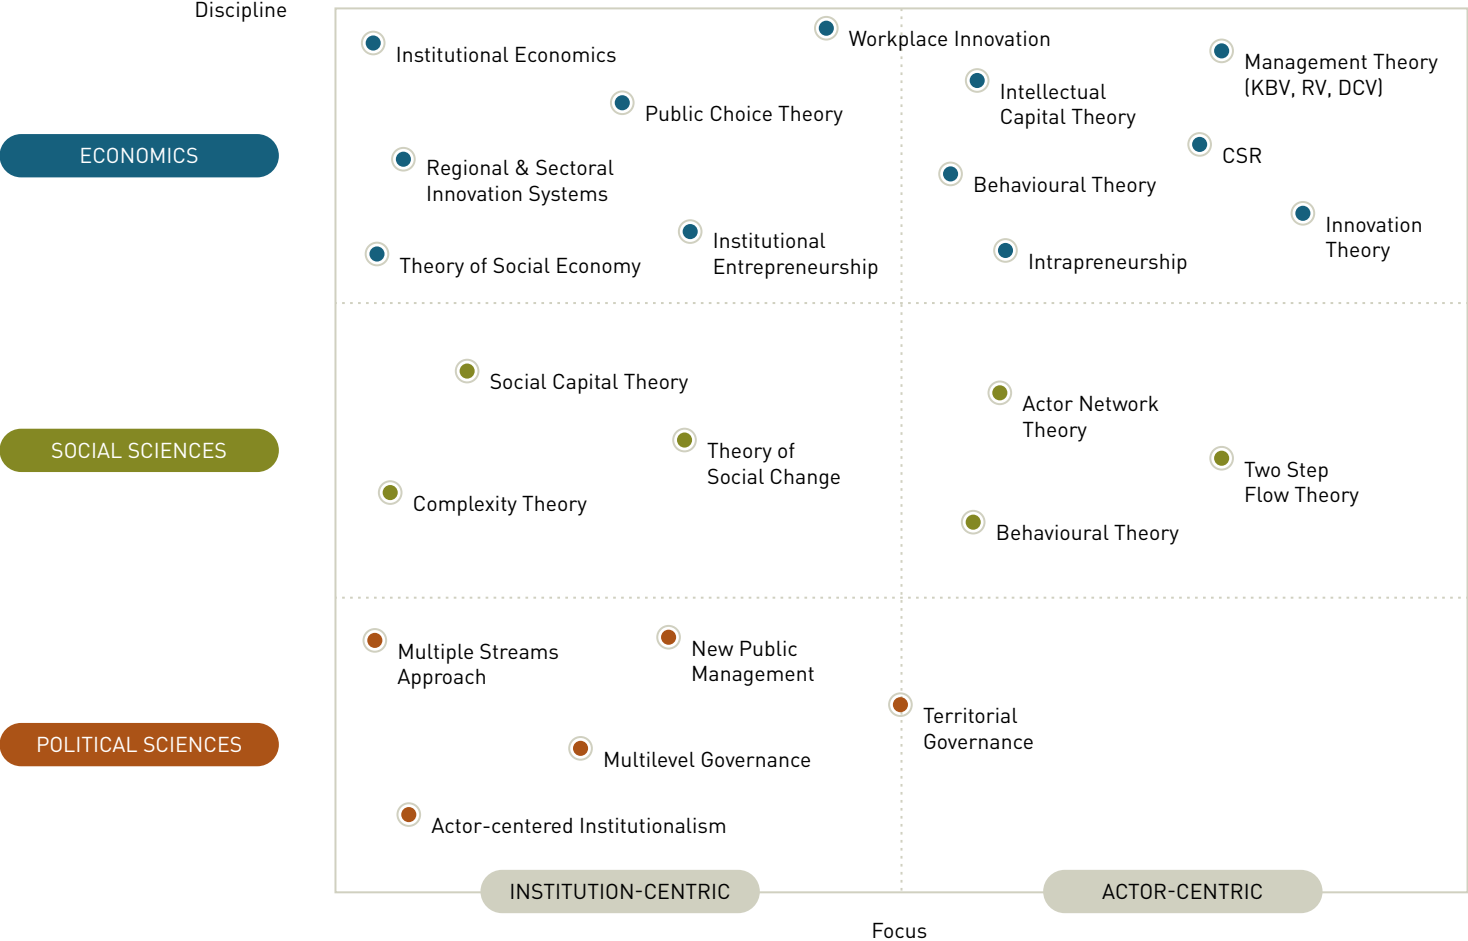 Discipline
Institutional Economics
Workplace Innovation
Management Theory
(KBV, RV, DCV)
Intellectual
Capital Theory
Public Choice Theory
ECONOMICS
CSR
Regional & Sectoral
Innovation Systems
Behavioural Theory
Innovation
Theory
Institutional
Entrepreneurship
Theory of Social Economy
Intrapreneurship
Social Capital Theory
Actor Network
Theory
SOCIAL SCIENCES
Theory of
Social Change
Two Step
Flow Theory
Complexity Theory
Behavioural Theory
Multiple Streams
Approach
New Public
Management
Territorial
Governance
POLITICAL SCIENCES
Multilevel Governance
Actor-centered Institutionalism
INSTITUTION-CENTRIC
ACTOR-CENTRIC
Focus